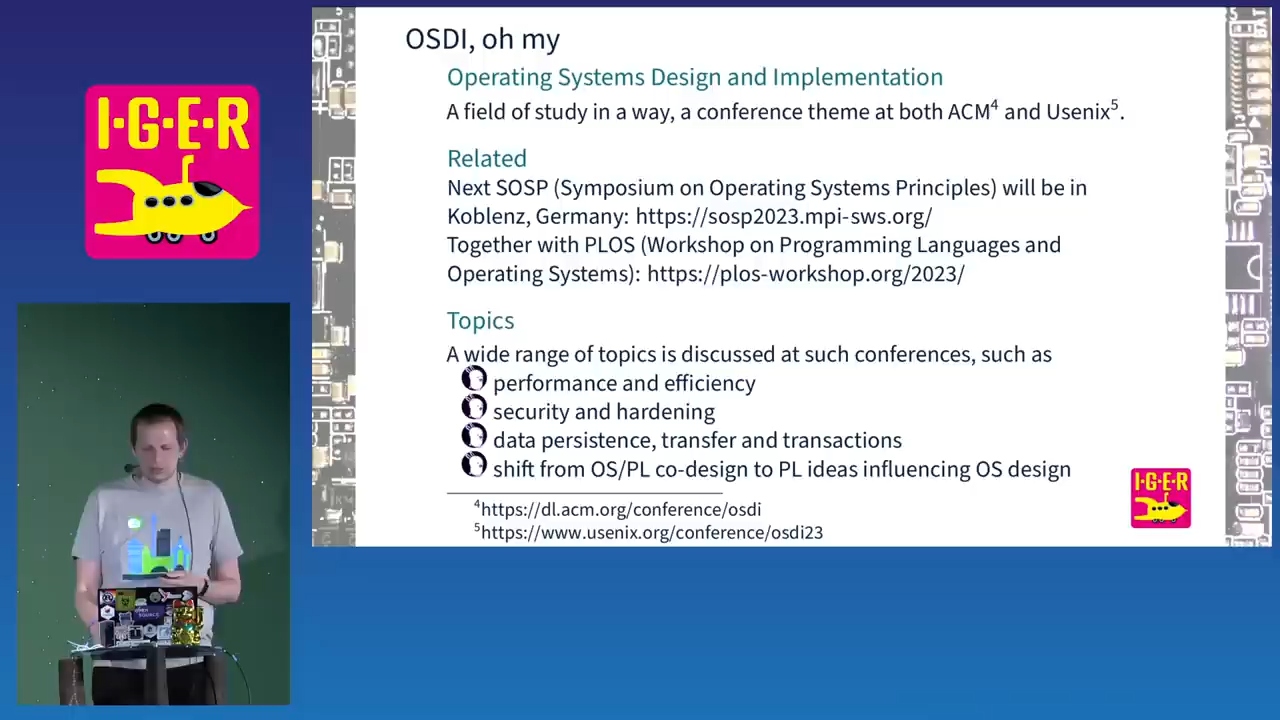 I·G·E·R
OSDI, oh my
Operating Systems Design and Implementation
A field of study in a way, a conference theme at both ACM4 and Usenix5.
Related
Next SOSP (Symposium on Operating Systems Principles) will be in
Koblenz, Germany: https://sosp2023.mpi-sws.org/
Together with PLOS (Workshop on Programming Languages and
Operating Systems): https://plos-workshop.org/2023/
Topics
A wide range of topics is discussed at such conferences, such as
performance and efficiency
security and hardening
data persistence, transfer and transactions
shift from OS/PL co-design to PL ideas influencing OS design
4https://dl.acm.org/conference/osdi
5https://www.usenix.org/conference/osdi23
I·G·E·R
OPEN
SOURCE